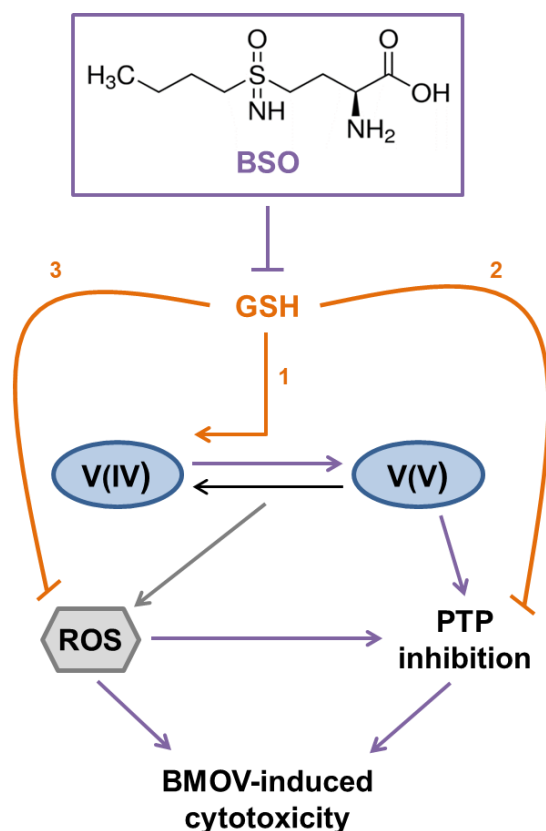 O
O
H₃C
S
OH
NH
NH₂
BSO
3
2
GSH
1
V(IV)
V(V)
ROS
PTP
inhibition
BMOV-induced
cytotoxicity